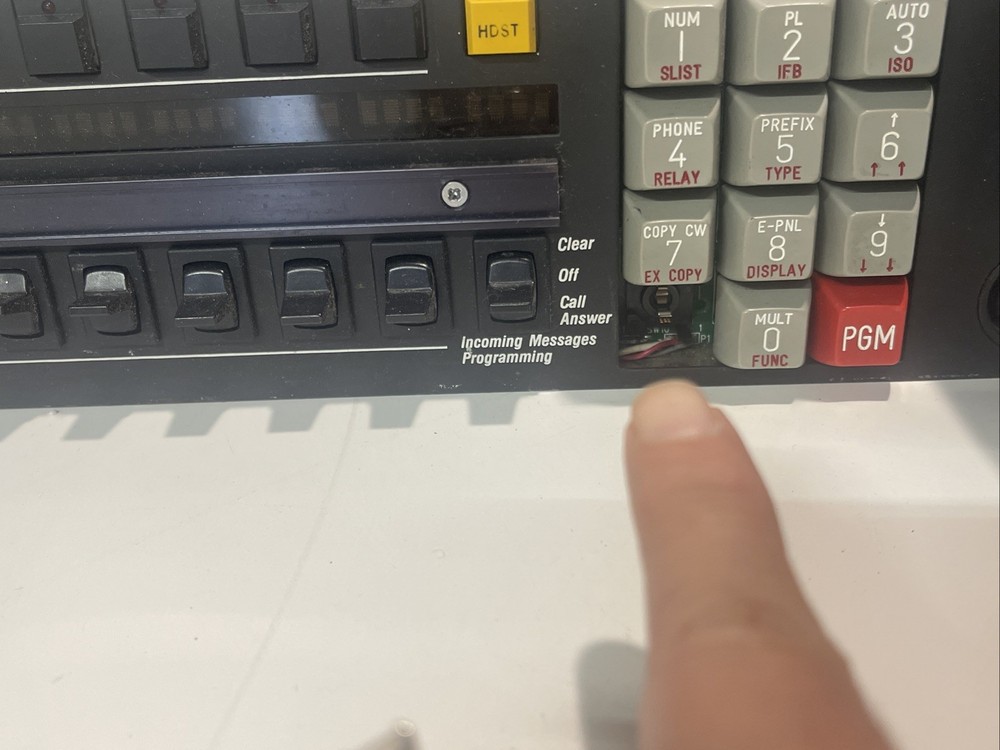 HDST
NUM
1
SLIST
PL
2
IFB
AUTO
3
ISO
PHONE
4
RELAY
PREFIX
5
TYPE
↑
6
↑ ↑
COPY CW
7
EX COPY
E-PNL
8
DISPLAY
↓
9
↓ ↓
MULT
0
FUNC
PGM
Clear
Off
Call
Answer
Incoming Messages
Programming
P1